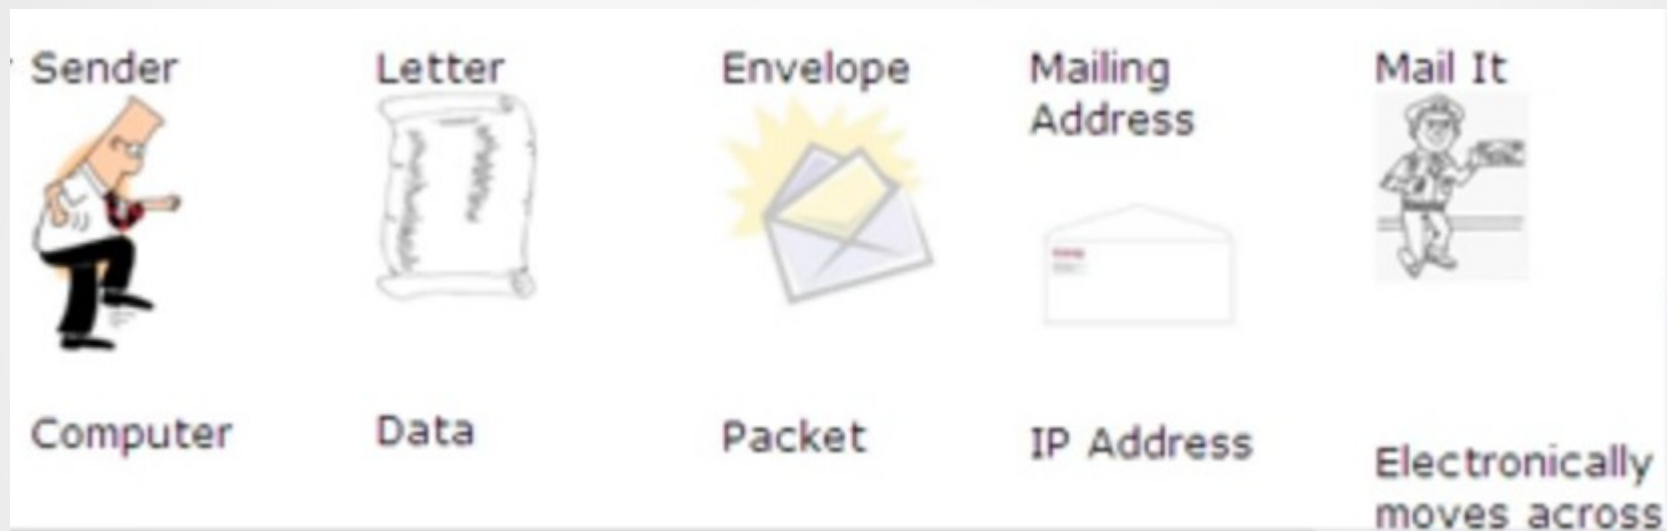 Sender
Letter
Envelope
Mailing
Address
Mail It
Computer
Data
Packet
IP Address
Electronically
moves across